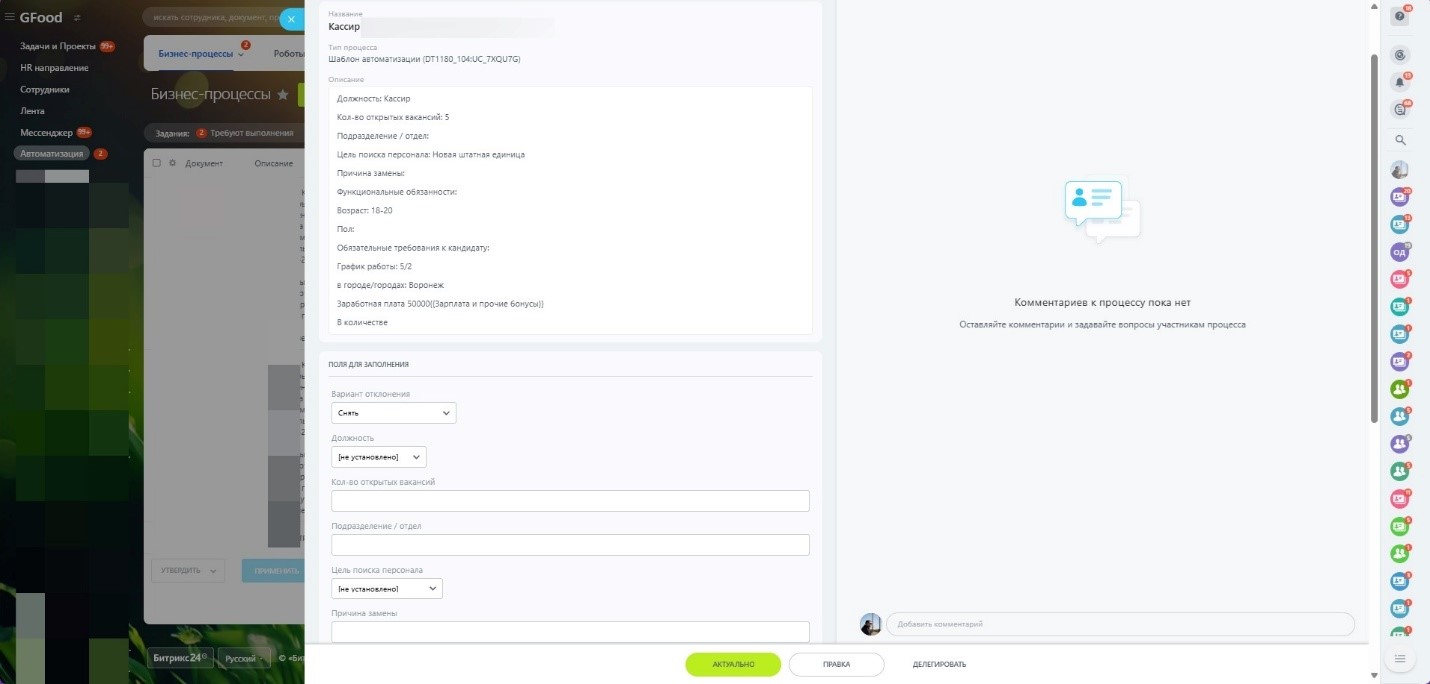 GFood
Задачи и Проекты 99+
HR направление
Сотрудники
Лента
Мессенджер 99+
Автоматизация 2
искать сотрудника, документ, пр
Бизнес-процессы 2
Роботы
Бизнес-процессы
Задания: 2 Требуют выполнения
Документ Описание
УТВЕРДИТЬ ПРИМЕНИТЬ
Битрикс24 Русский © «Бит
Название
Кассир
Тип процесса
Шаблон автоматизации (DT1180_104:UC_7XQU7G)
Описание
Должность: Кассир
Кол-во открытых вакансий: 5
Подразделение / отдел:
Цель поиска персонала: Новая штатная единица
Причина замены:
Функциональные обязанности:
Возраст: 18-20
Пол:
Обязательные требования к кандидату:
График работы: 5/2
в городе/городах: Воронеж
Заработная плата 50000{{Зарплата и прочие бонусы}}
В количестве
ПОЛЯ ДЛЯ ЗАПОЛНЕНИЯ
Вариант отклонения
Снять
Должность
[не установлено]
Кол-во открытых вакансий
Подразделение / отдел
Цель поиска персонала
[не установлено]
Причина замены
Комментариев к процессу пока нет
Оставляйте комментарии и задавайте вопросы участникам процесса
Добавить комментарий
АКТУАЛЬНО ПРАВКА ДЕЛЕГИРОВАТЬ
ОД